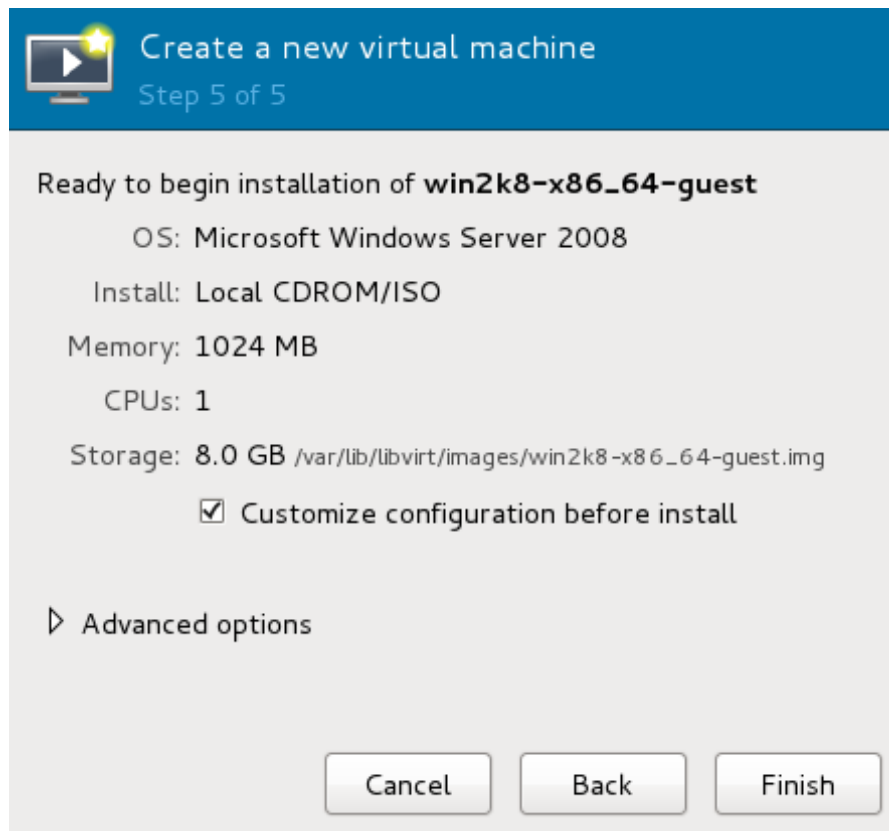 Create a new virtual machine
Step 5 of 5
Ready to begin installation of win2k8-x86_64-guest
OS: Microsoft Windows Server 2008
Install: Local CDROM/ISO
Memory: 1024 MB
CPUs: 1
Storage: 8.0 GB /var/lib/libvirt/images/win2k8-x86_64-guest.img
Customize configuration before install
Advanced options
Cancel Back Finish